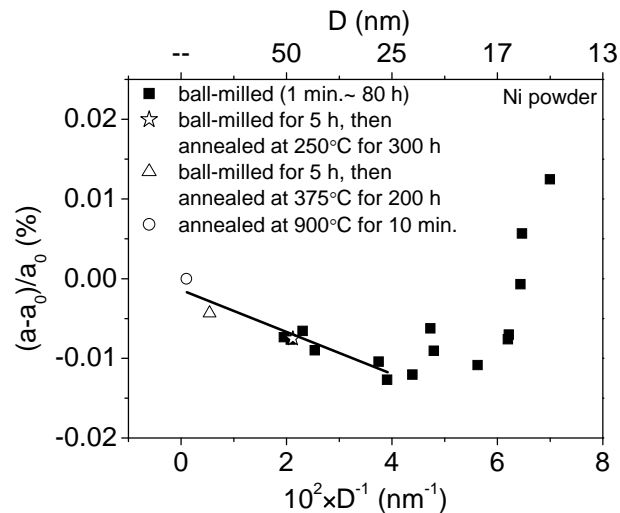 D (nm)
-- 50 25 17 13
ball-milled (1 min.~ 80 h) Ni powder
ball-milled for 5 h, then
annealed at 250°C for 300 h
ball-milled for 5 h, then
annealed at 375°C for 200 h
annealed at 900°C for 10 min.
0.02
0.01
0.00
-0.01
-0.02
(a-a₀)/a₀ (%)
0 2 4 6 8
10²×D⁻¹ (nm⁻¹)